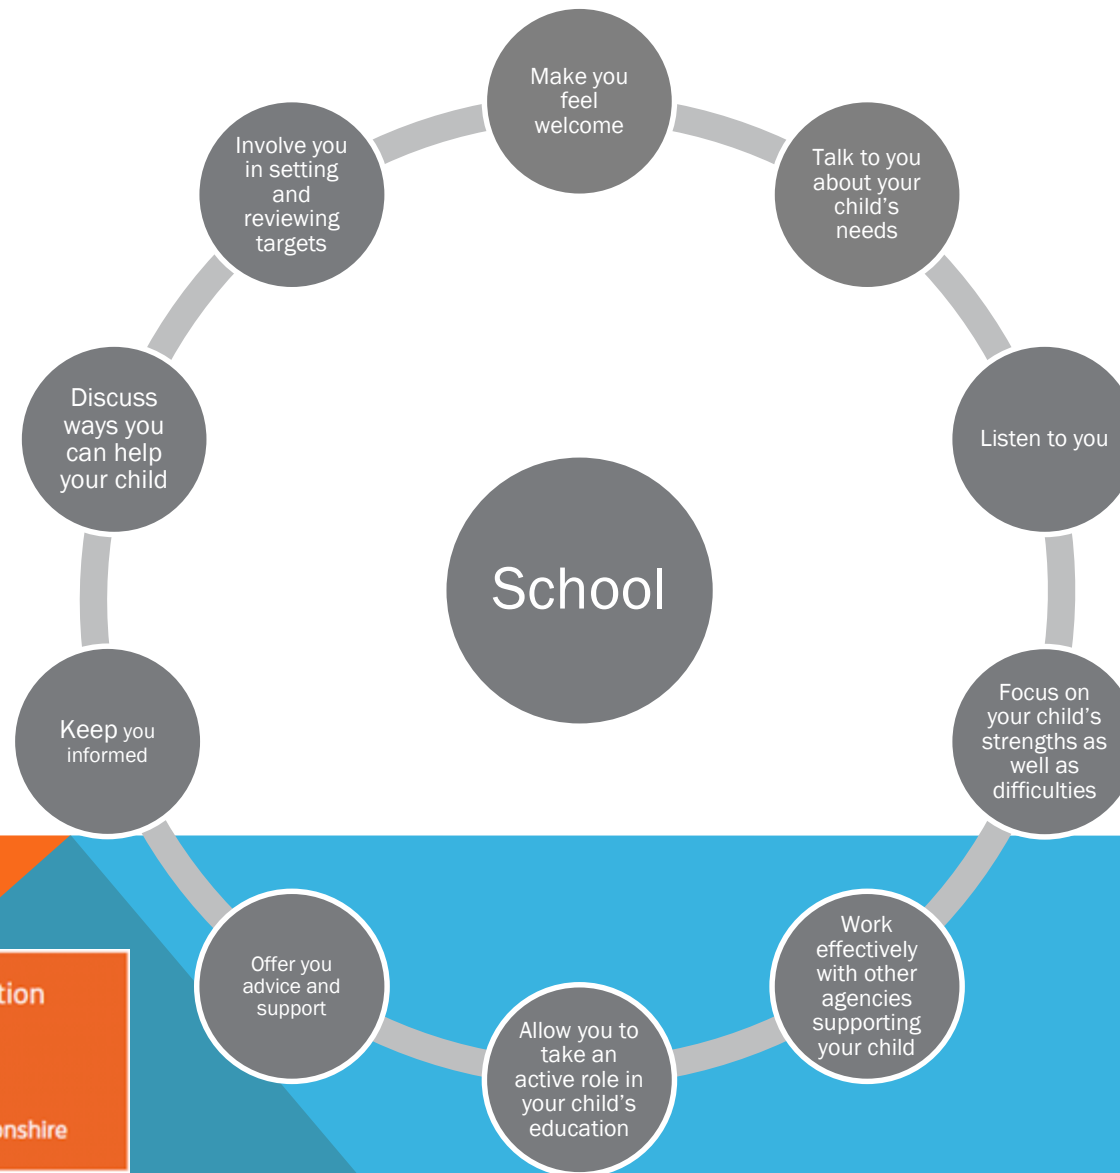 Make you
feel
welcome
Talk to you
about your
child's
needs
Listen to you
Focus on
your child's
strengths as
well as
difficulties
Work
effectively
with other
agencies
supporting
your child
Allow you to
take an
active role in
your child's
education
Offer you
advice and
support
Keep you
informed
Discuss
ways you
can help
your child
Involve you
in setting
and
reviewing
targets
School
tion
onshire